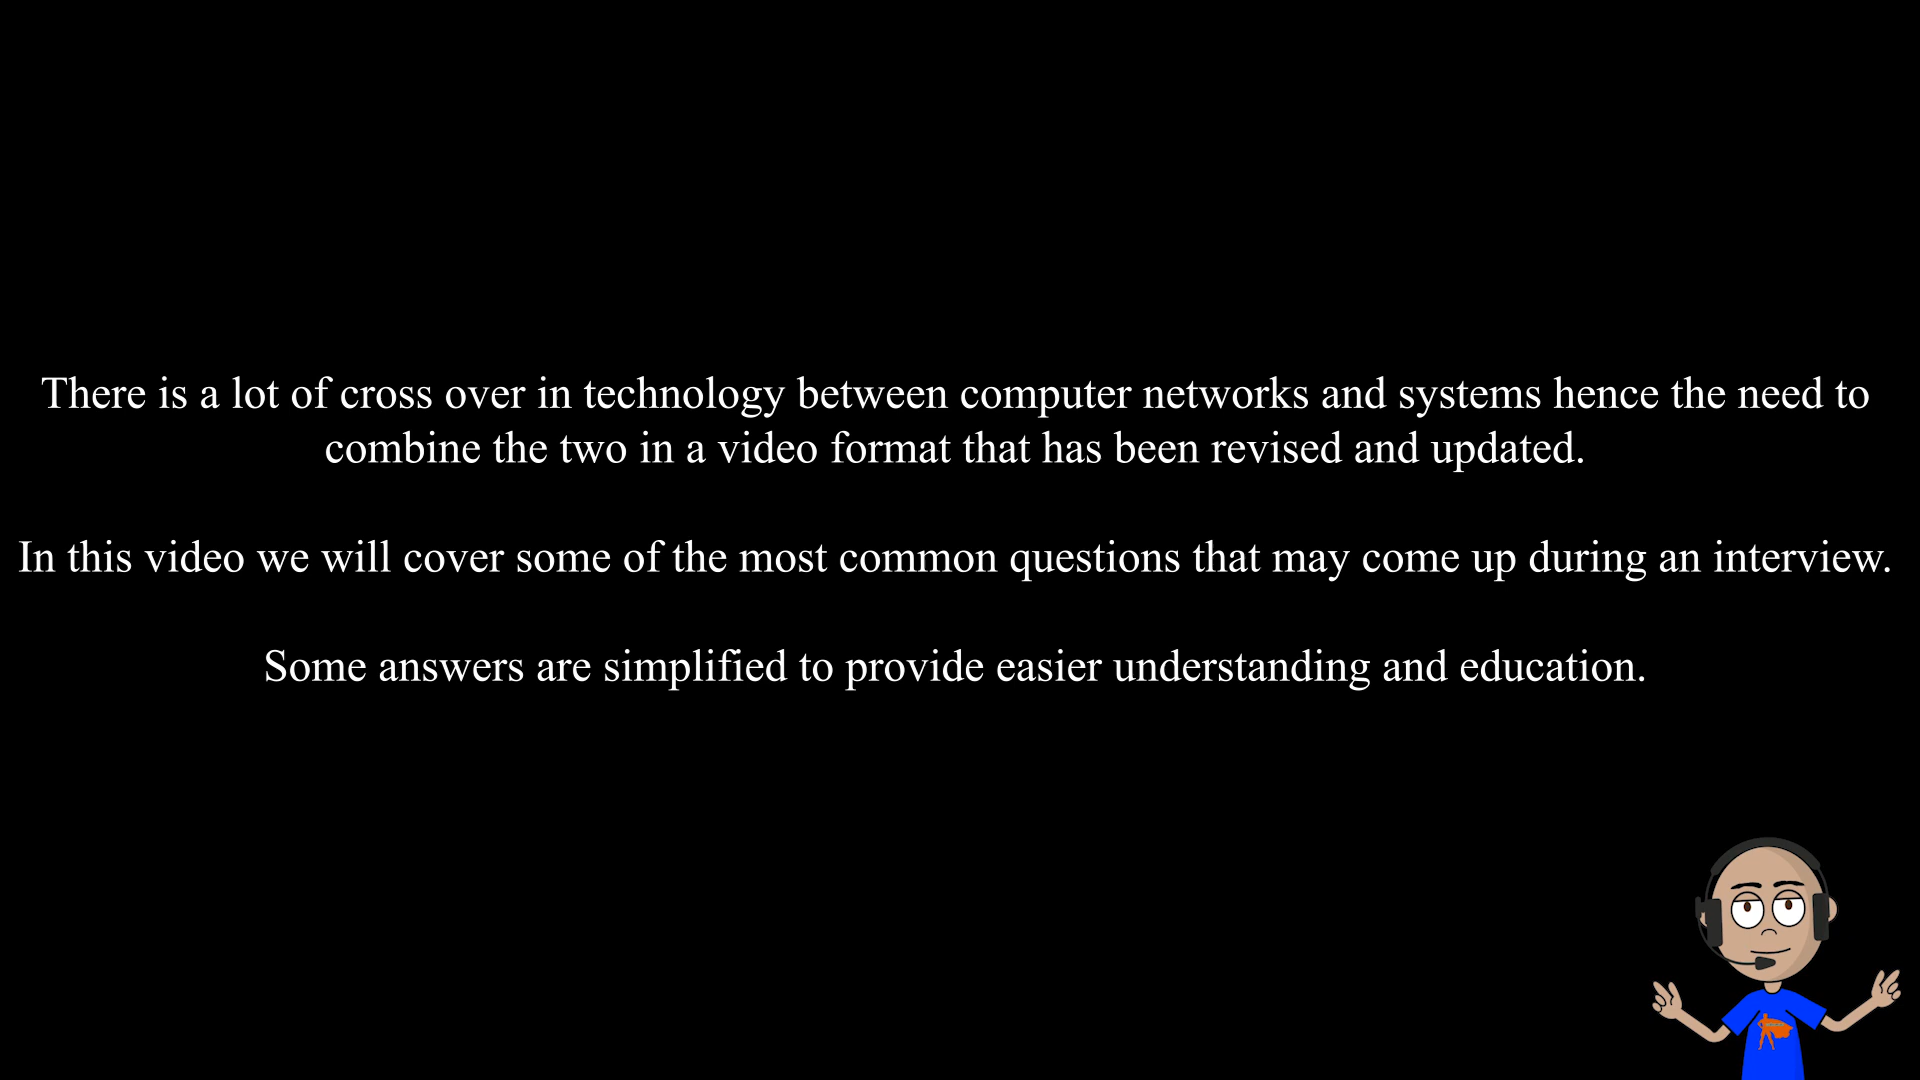 There is a lot of cross over in technology between computer networks and systems hence the need to
combine the two in a video format that has been revised and updated.
In this video we will cover some of the most common questions that may come up during an interview.
Some answers are simplified to provide easier understanding and education.